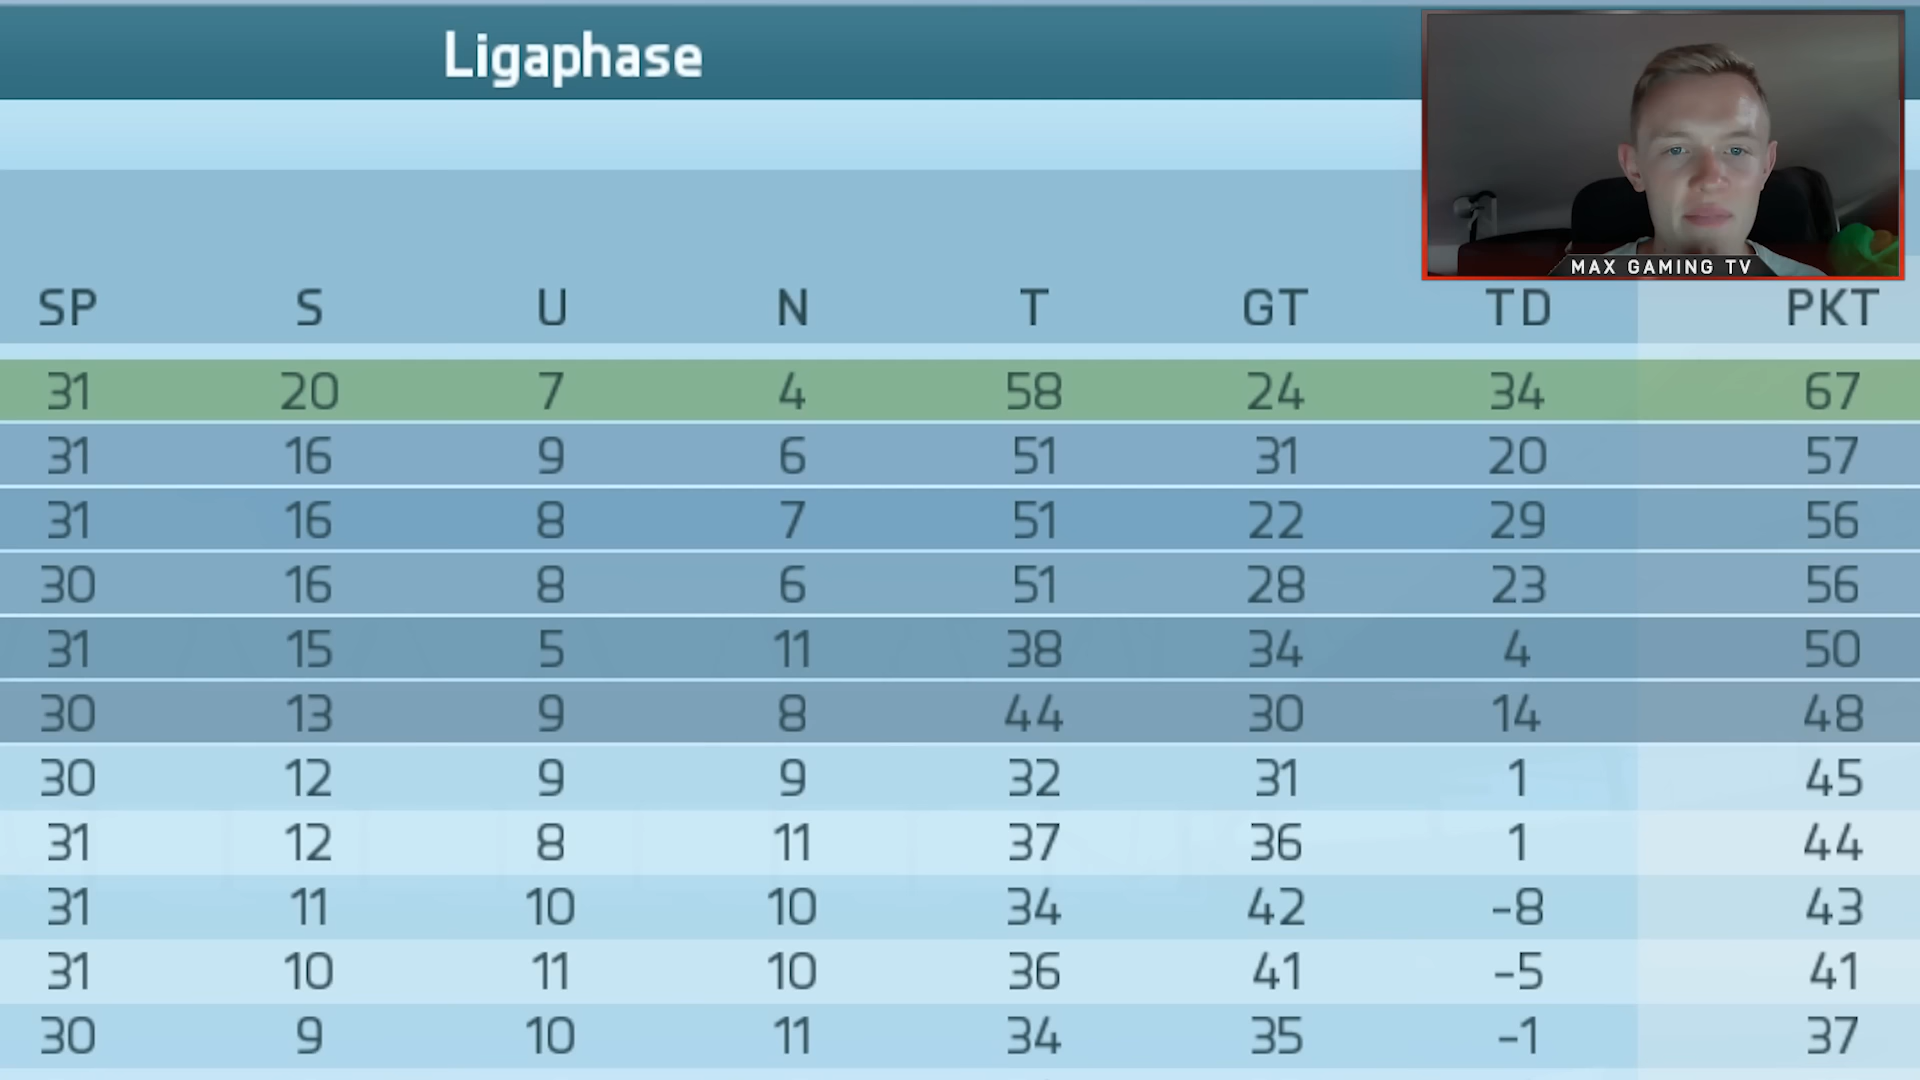 Ligaphase
MAX GAMING TV
SP S U N T GT TD PKT
31 20 7 4 58 24 34 67
31 16 9 6 51 31 20 57
31 16 8 7 51 22 29 56
30 16 8 6 51 28 23 56
31 15 5 11 38 34 4 50
30 13 9 8 44 30 14 48
30 12 9 9 32 31 1 45
31 12 8 11 37 36 1 44
31 11 10 10 34 42 -8 43
31 10 11 10 36 41 -5 41
30 9 10 11 34 35 -1 37